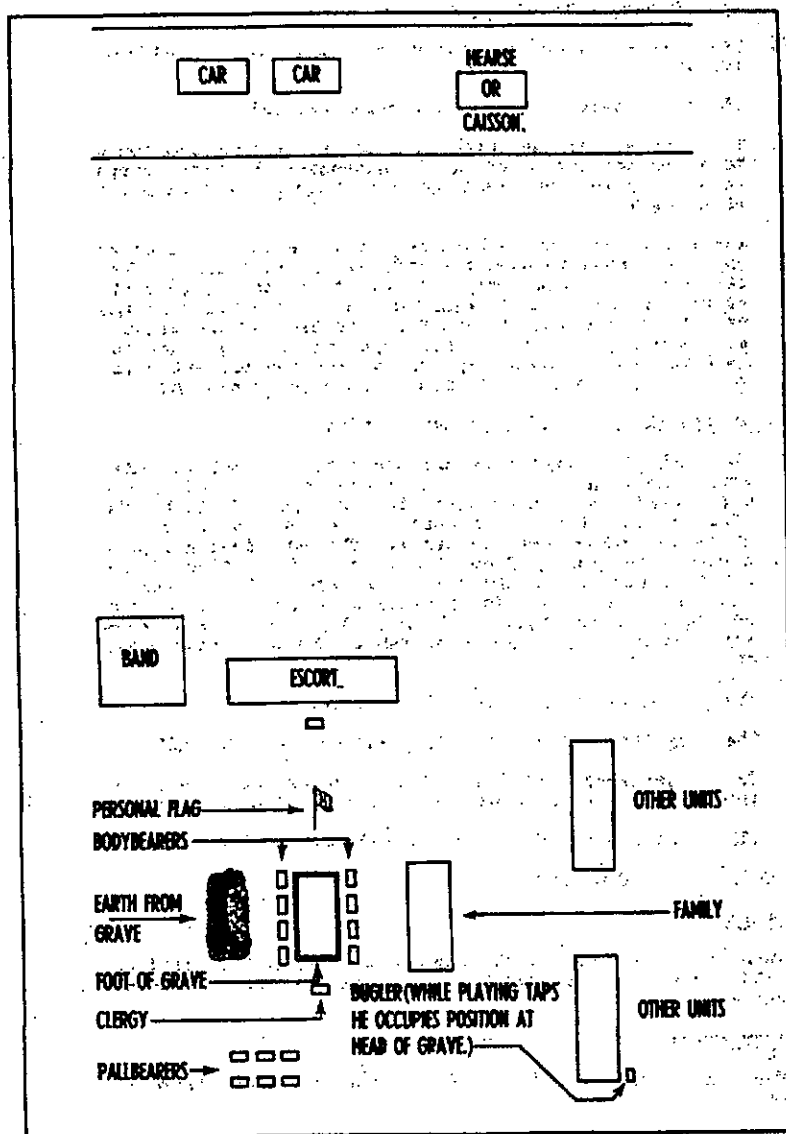 CAR
CAR
HEARSE
OR
CAISSON.
BAND
ESCORT
PERSONAL FLAG
BODYBEARERS
OTHER UNITS
EARTH FROM
GRAVE
FAMILY
FOOT OF GRAVE
CLERGY
BUGLER (WHILE PLAYING TAPS
HE OCCUPIES POSITION AT
HEAD OF GRAVE.)
OTHER UNITS
PALLBEARERS